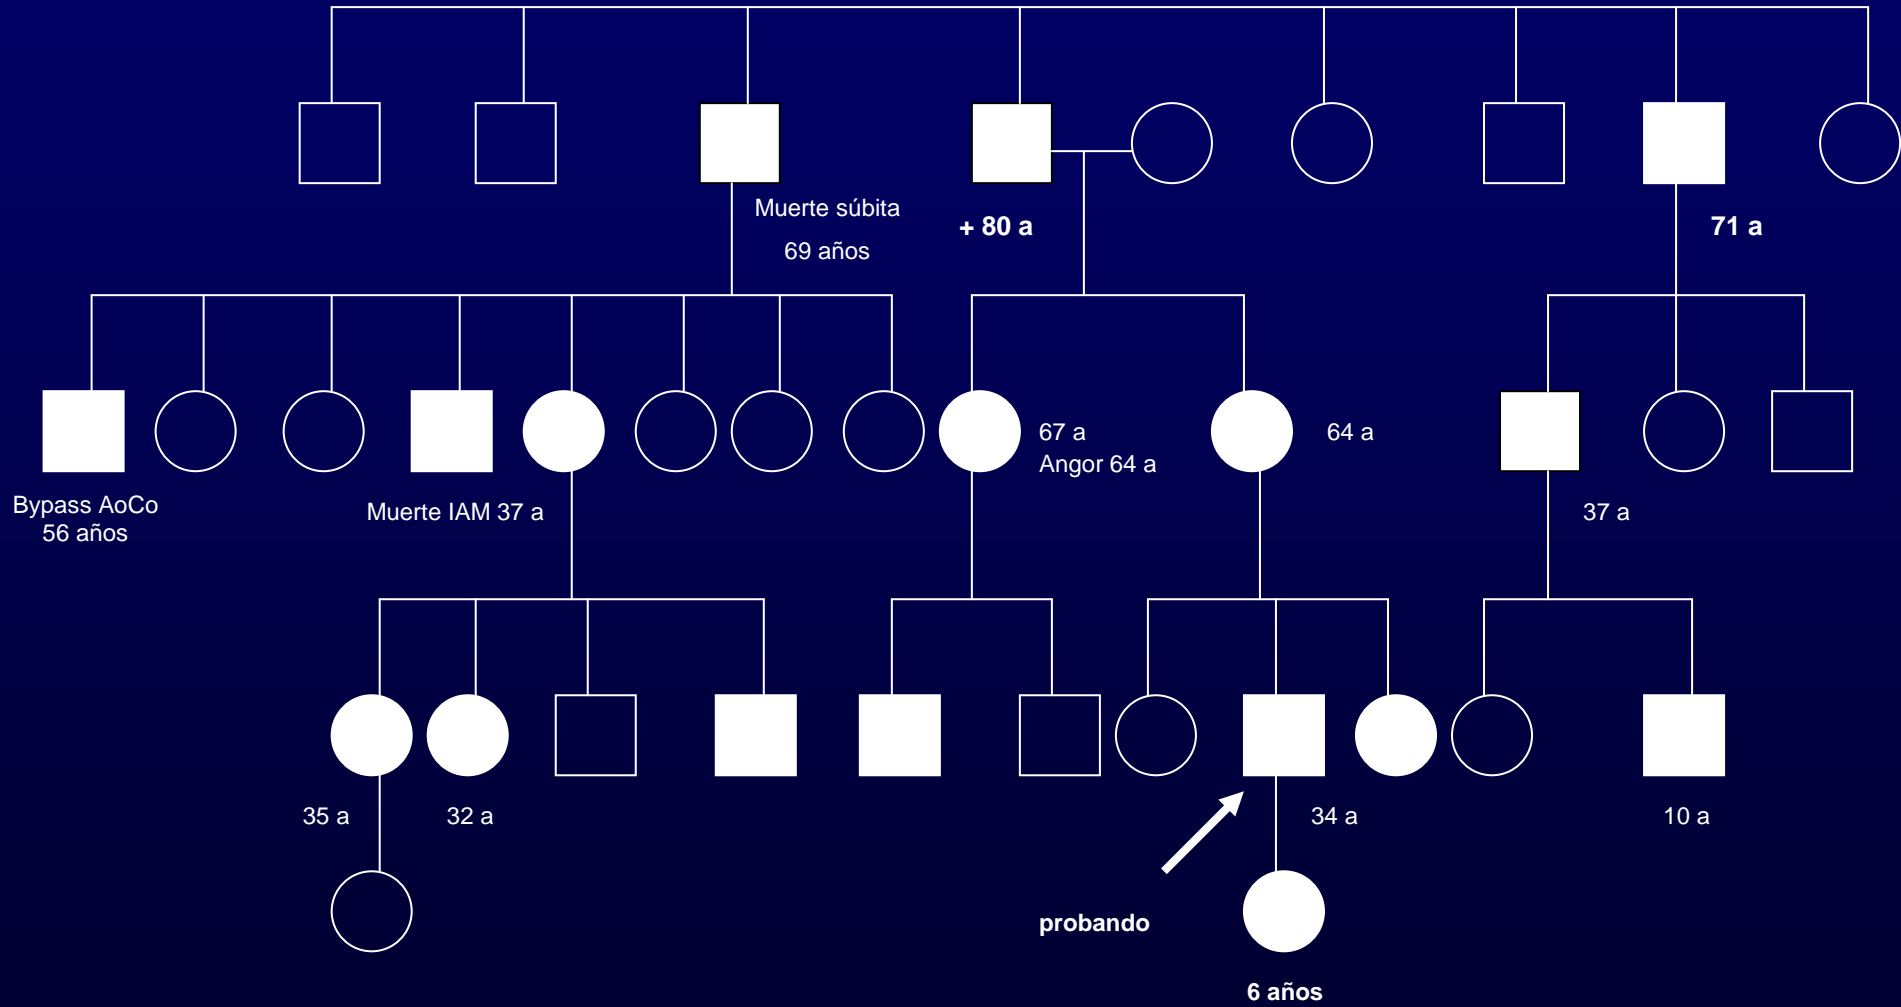 Muerte súbita
69 años
+ 80 a
71 a
67 a
Angor 64 a
64 a
Bypass AoCo
56 años
Muerte IAM 37 a
37 a
35 a
32 a
34 a
10 a
probando
6 años